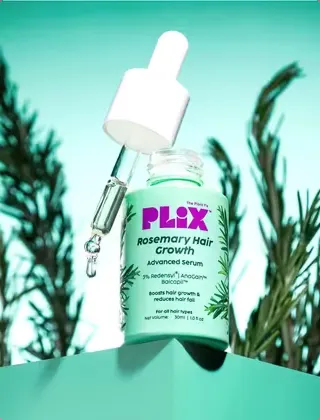 The Plant Fix
PLIX
Rosemary Hair
Growth
Advanced Serum
3% Redensyl® | AnaGain™
Baicapil™
Boosts hair growth &
reduces hair fall
For all hair types
Net Volume 30ml | 1.0 fl oz